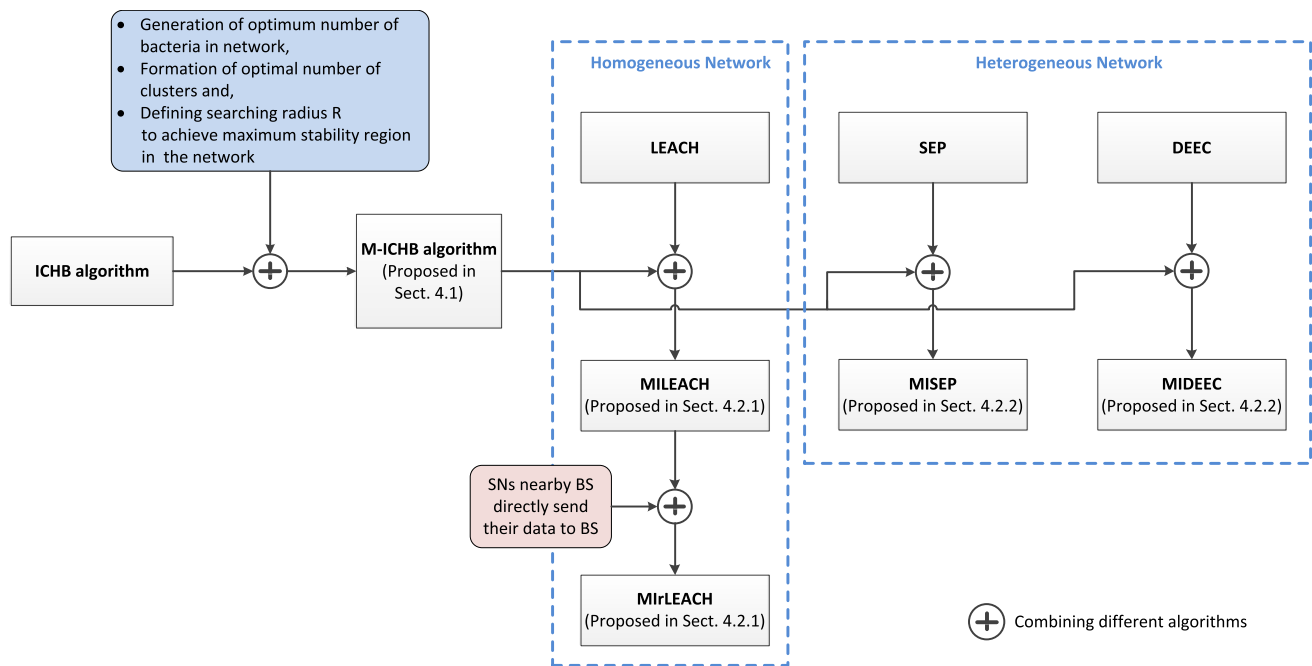 • Generation of optimum number of
bacteria in network,
• Formation of optimal number of
clusters and,
• Defining searching radius R
to achieve maximum stability region
in the network
Homogeneous Network
Heterogeneous Network
LEACH
SEP
DEEC
ICHB algorithm
M-ICHB algorithm
(Proposed in
Sect. 4.1)
MILEACH
(Proposed in Sect. 4.2.1)
MISEP
(Proposed in Sect. 4.2.2)
MIDEEC
(Proposed in Sect. 4.2.2)
SNs nearby BS
directly send
their data to BS
MIrLEACH
(Proposed in Sect. 4.2.1)
Combining different algorithms